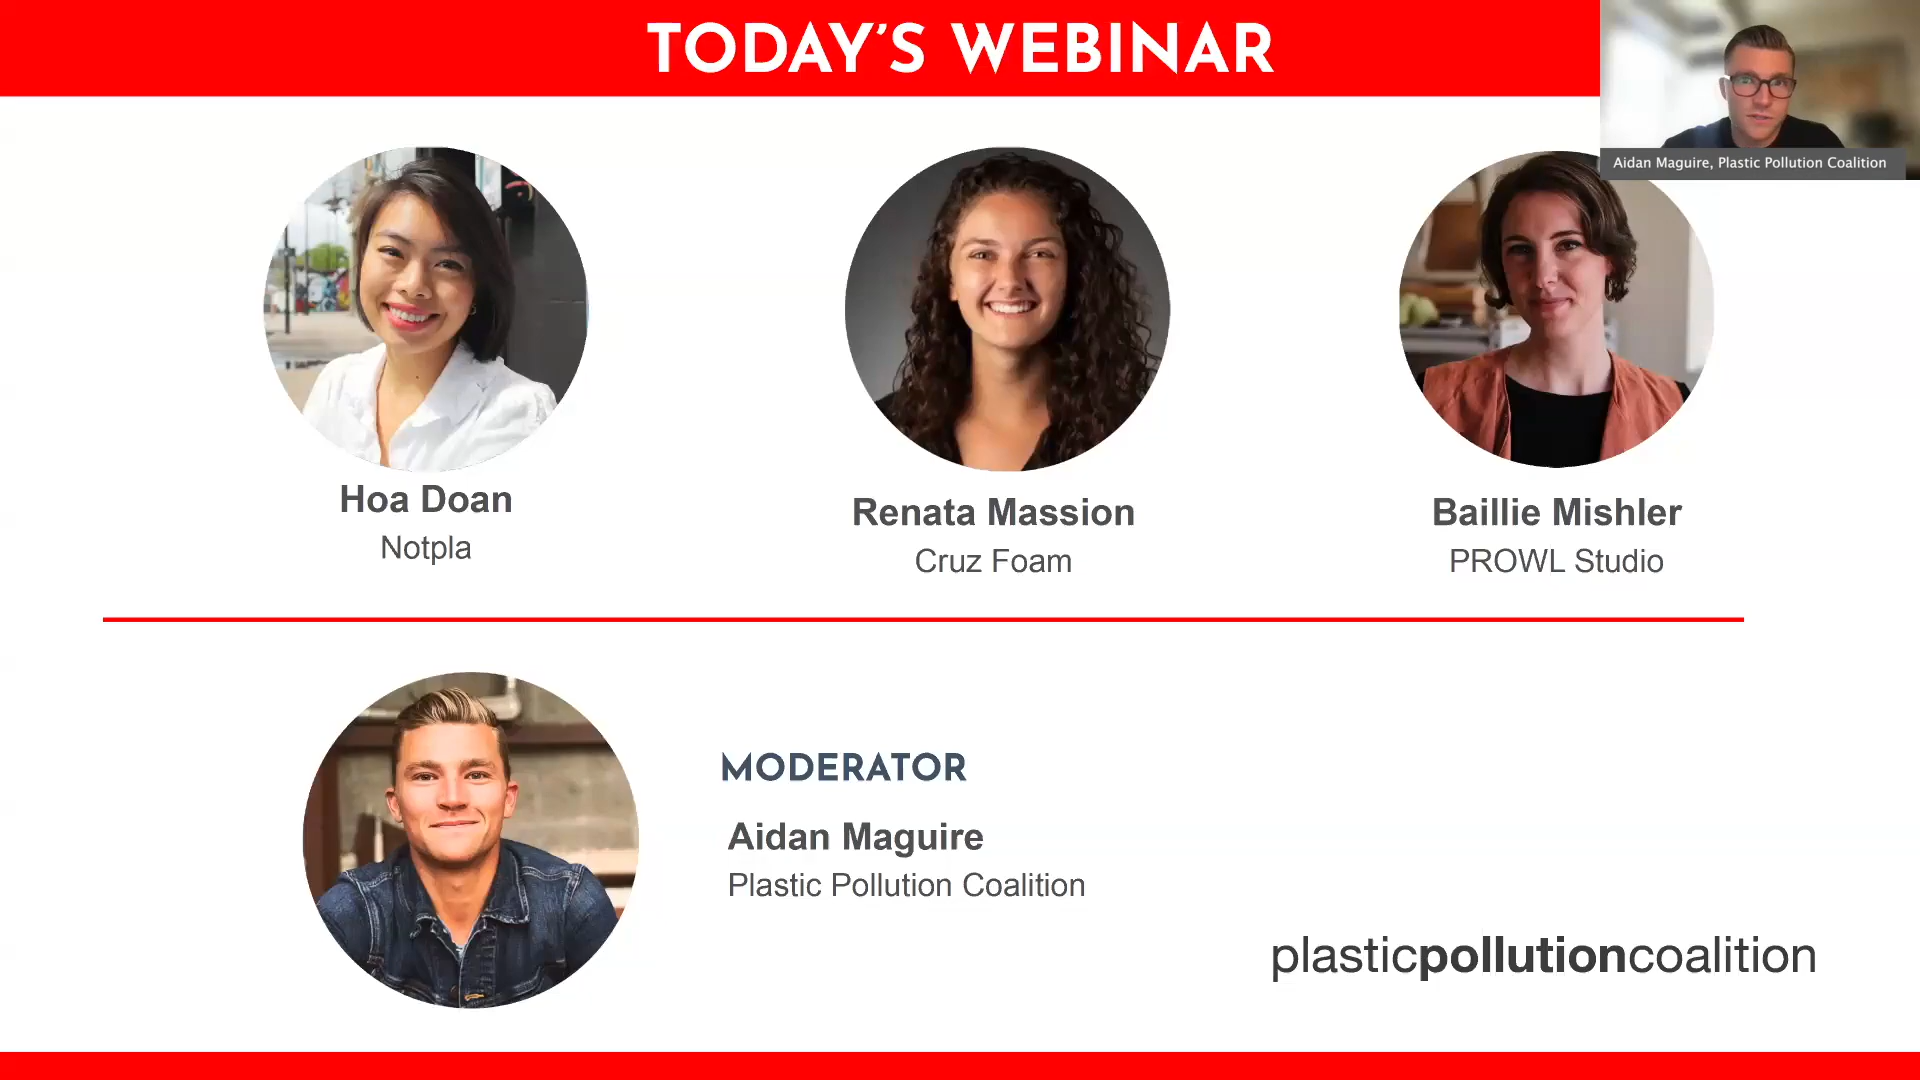 TODAY'S WEBINAR
Aidan Maguire, Plastic Pollution Coalition
Hoa Doan
Notpla
Renata Massion
Cruz Foam
Baillie Mishler
PROWL Studio
MODERATOR
Aidan Maguire
Plastic Pollution Coalition
plasticpollutioncoalition